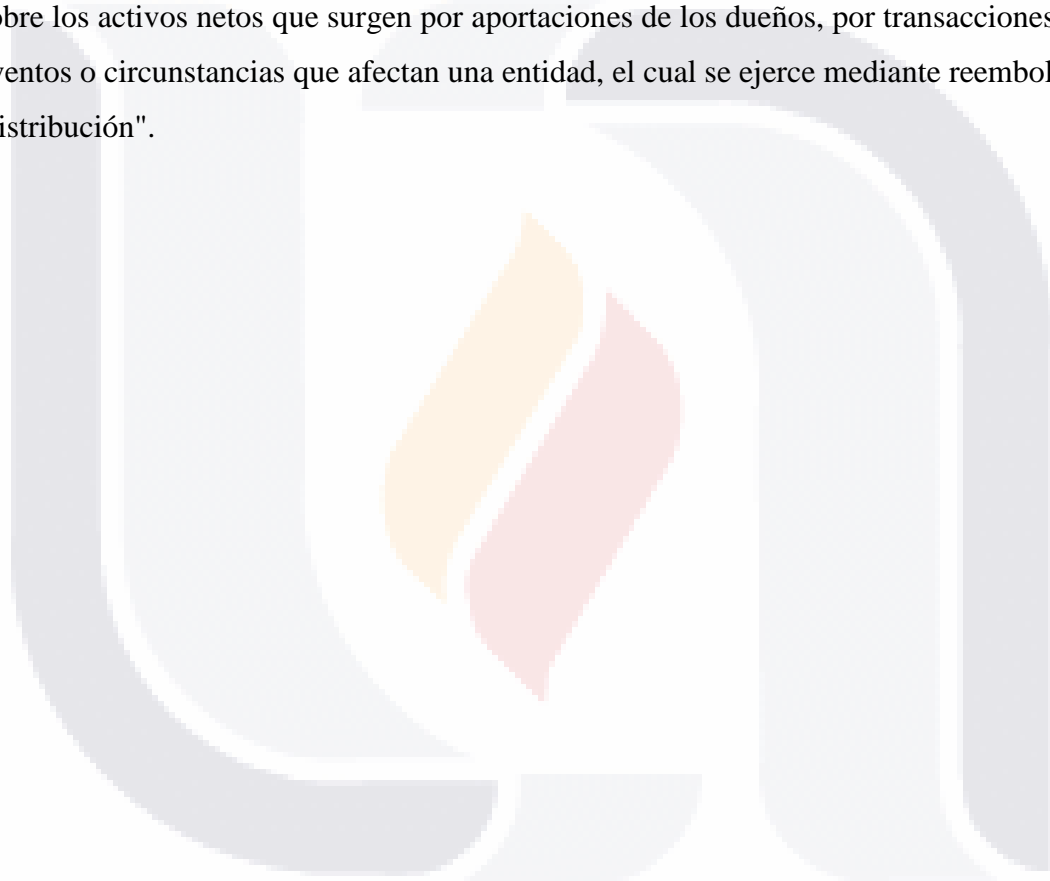 obre los activos netos que surgen por aportaciones de los dueños, por transacciones
ventos o circunstancias que afectan una entidad, el cual se ejerce mediante reembol
istribución".